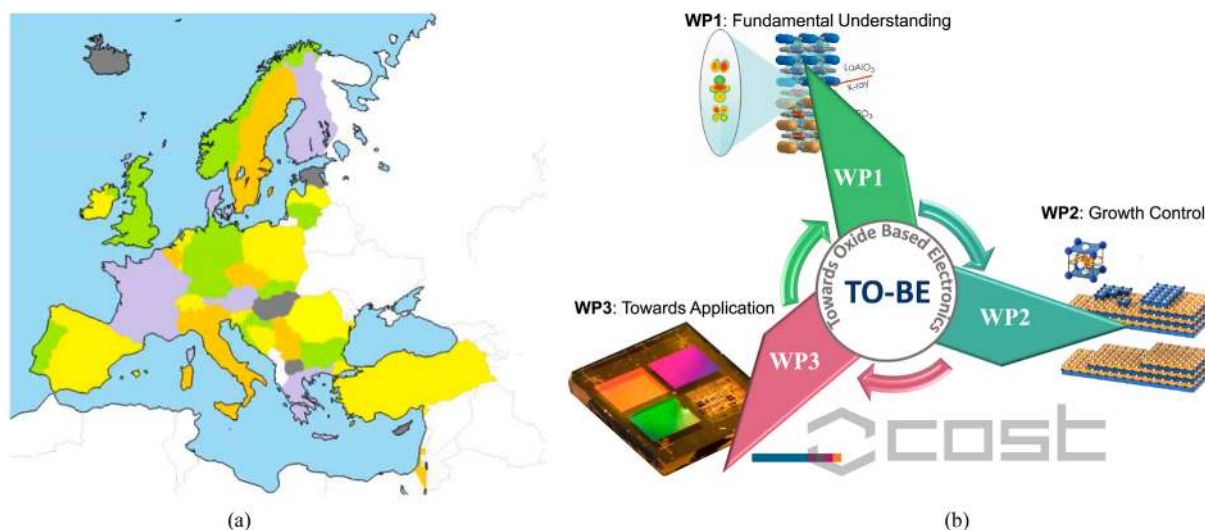 WP1: Fundamental Understanding
LaAlO3
X-ray
WP1
WP2: Growth Control
Towards Oxide Based Electronics
TO-BE
WP3: Towards Application
WP2
WP3
cost
(a)
(b)